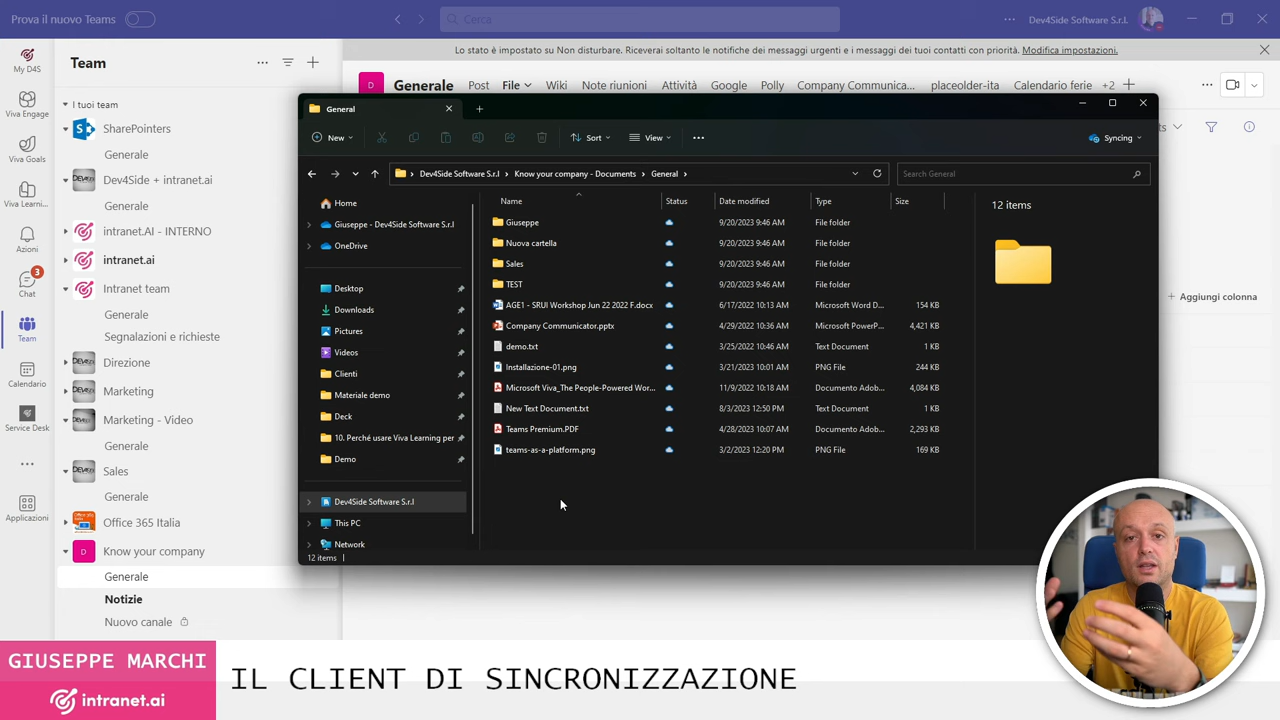 Prova il nuovo Teams
Cerca
Dev4Side Software S.r.l.
Lo stato è impostato su Non disturbare. Riceverai soltanto le notifiche dei messaggi urgenti e i messaggi dei tuoi contatti con priorità. Modifica impostazioni.
My D4S
Viva Engage
Viva Goals
Viva Learni...
Azioni
3
Chat
Team
Calendario
Service Desk
Applicazioni
Team
I tuoi team
SharePointers
Generale
Dev4Side + intranet.ai
Generale
intranet.AI - INTERNO
intranet.ai
Intranet team
Generale
Segnalazioni e richieste
Direzione
Marketing
Marketing - Video
Generale
Sales
Generale
Office 365 Italia
D Know your company
Generale
Notizie
Nuovo canale
D Generale Post File Wiki Note riunioni Attività Google Polly Company Communica... placeolder-ita Calendario ferie +2
Aggiungi colonna
General
New Sort View Syncing
Dev4Side Software S.r.l > Know your company - Documents > General >
Search General
Home
Giuseppe - Dev4Side Software S.r.l
OneDrive
Desktop
Downloads
Pictures
Videos
Clienti
Materiale demo
Deck
10. Perché usare Viva Learning per
Demo
Dev4Side Software S.r.l
This PC
Network
Name Status Date modified Type Size
Giuseppe 9/20/2023 9:46 AM File folder
Nuova cartella 9/20/2023 9:46 AM File folder
Sales 9/20/2023 9:46 AM File folder
TEST 9/20/2023 9:46 AM File folder
AGE1 - SRUI Workshop Jun 22 2022 F.docx 6/17/2022 10:13 AM Microsoft Word D... 154 KB
Company Communicator.pptx 4/29/2022 10:36 AM Microsoft PowerP... 4,421 KB
demo.txt 3/25/2022 10:46 AM Text Document 1 KB
Installazione-01.png 3/21/2023 10:01 AM PNG File 244 KB
Microsoft Viva_The People-Powered Wor... 11/9/2022 10:18 AM Documento Adob... 4,084 KB
New Text Document.txt 8/3/2023 12:50 PM Text Document 1 KB
Teams Premium.PDF 4/28/2023 10:07 AM Documento Adob... 2,293 KB
teams-as-a-platform.png 3/2/2023 12:20 PM PNG File 169 KB
12 items
12 items
GIUSEPPE MARCHI
intranet.ai
IL CLIENT DI SINCRONIZZAZIONE